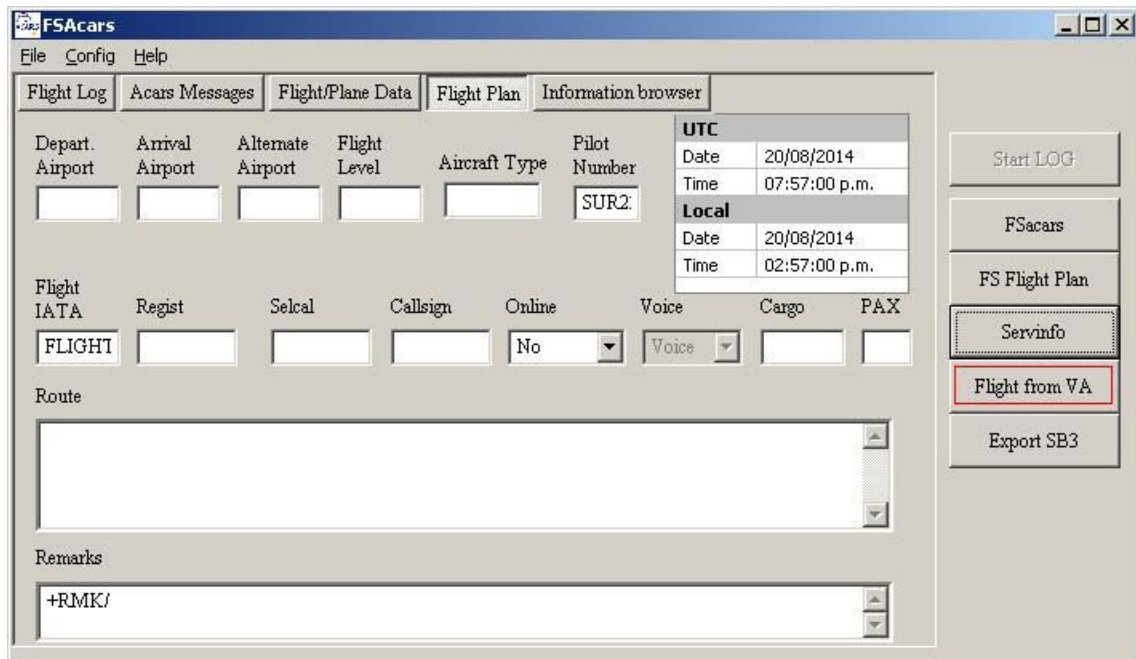 FSAcars
File Config Help
Flight Log Acars Messages Flight/Plane Data Flight Plan Information browser
Depart. Airport
Arrival Airport
Alternate Airport
Flight Level
Aircraft Type
Pilot Number
SUR2
UTC
Date 20/08/2014
Time 07:57:00 p.m.
Local
Date 20/08/2014
Time 02:57:00 p.m.
Flight IATA
Regist
Selcal
Callsign
Online
Voice
Cargo
PAX
FLIGHT
No
Voice
Route
Remarks
+RMK/
Start LOG
FSacars
FS Flight Plan
Servinfo
Flight from VA
Export SB3